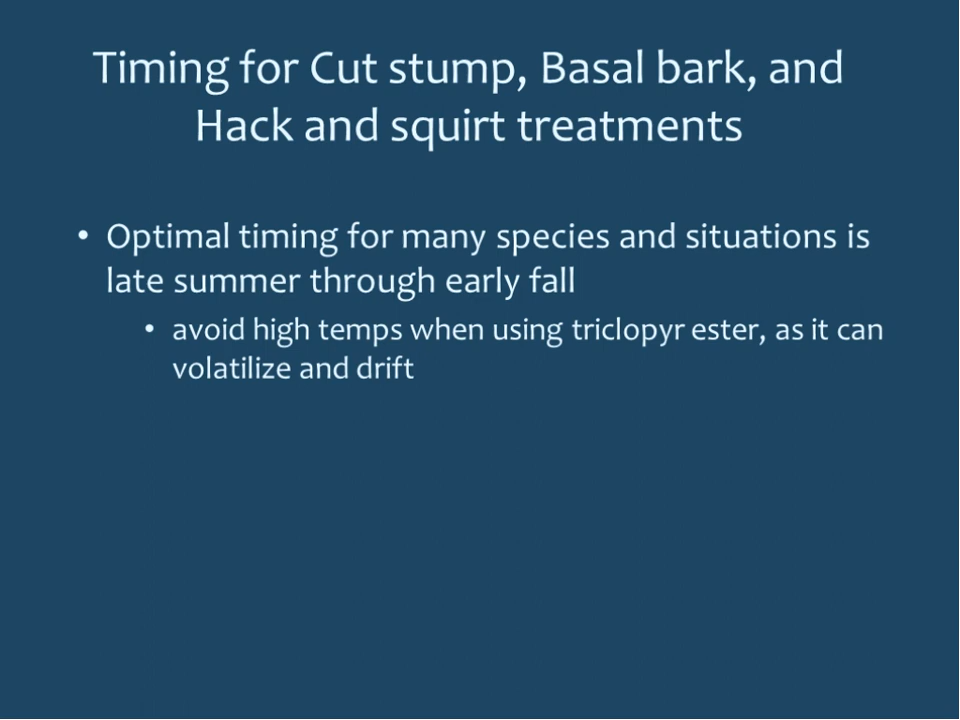 Timing for Cut stump, Basal bark, and
Hack and squirt treatments
• Optimal timing for many species and situations is
late summer through early fall
• avoid high temps when using triclopyr ester, as it can
volatilize and drift